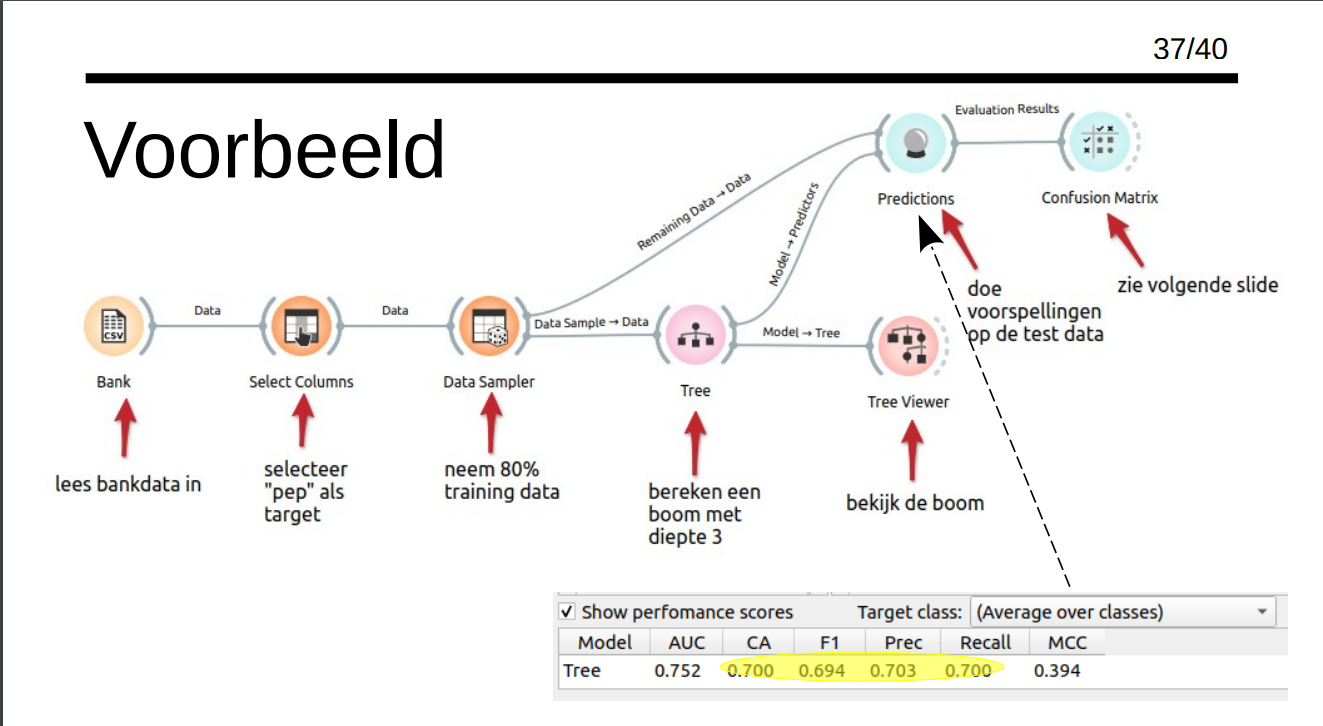 37/40
Voorbeeld
Evaluation Results
Predictions
Confusion Matrix
Remaining Data → Data
Model → Predictors
doe
voorspellingen
op de test data
zie volgende slide
Data
Data
Data Sample → Data
Model → Tree
Bank
Select Columns
Data Sampler
Tree
Tree Viewer
CSV
lees bankdata in
selecteer
"pep" als
target
neem 80%
training data
bereken een
boom met
diepte 3
bekijk de boom
Show perfomance scores Target class: (Average over classes)
Model AUC CA F1 Prec Recall MCC
Tree 0.752 0.700 0.694 0.703 0.700 0.394